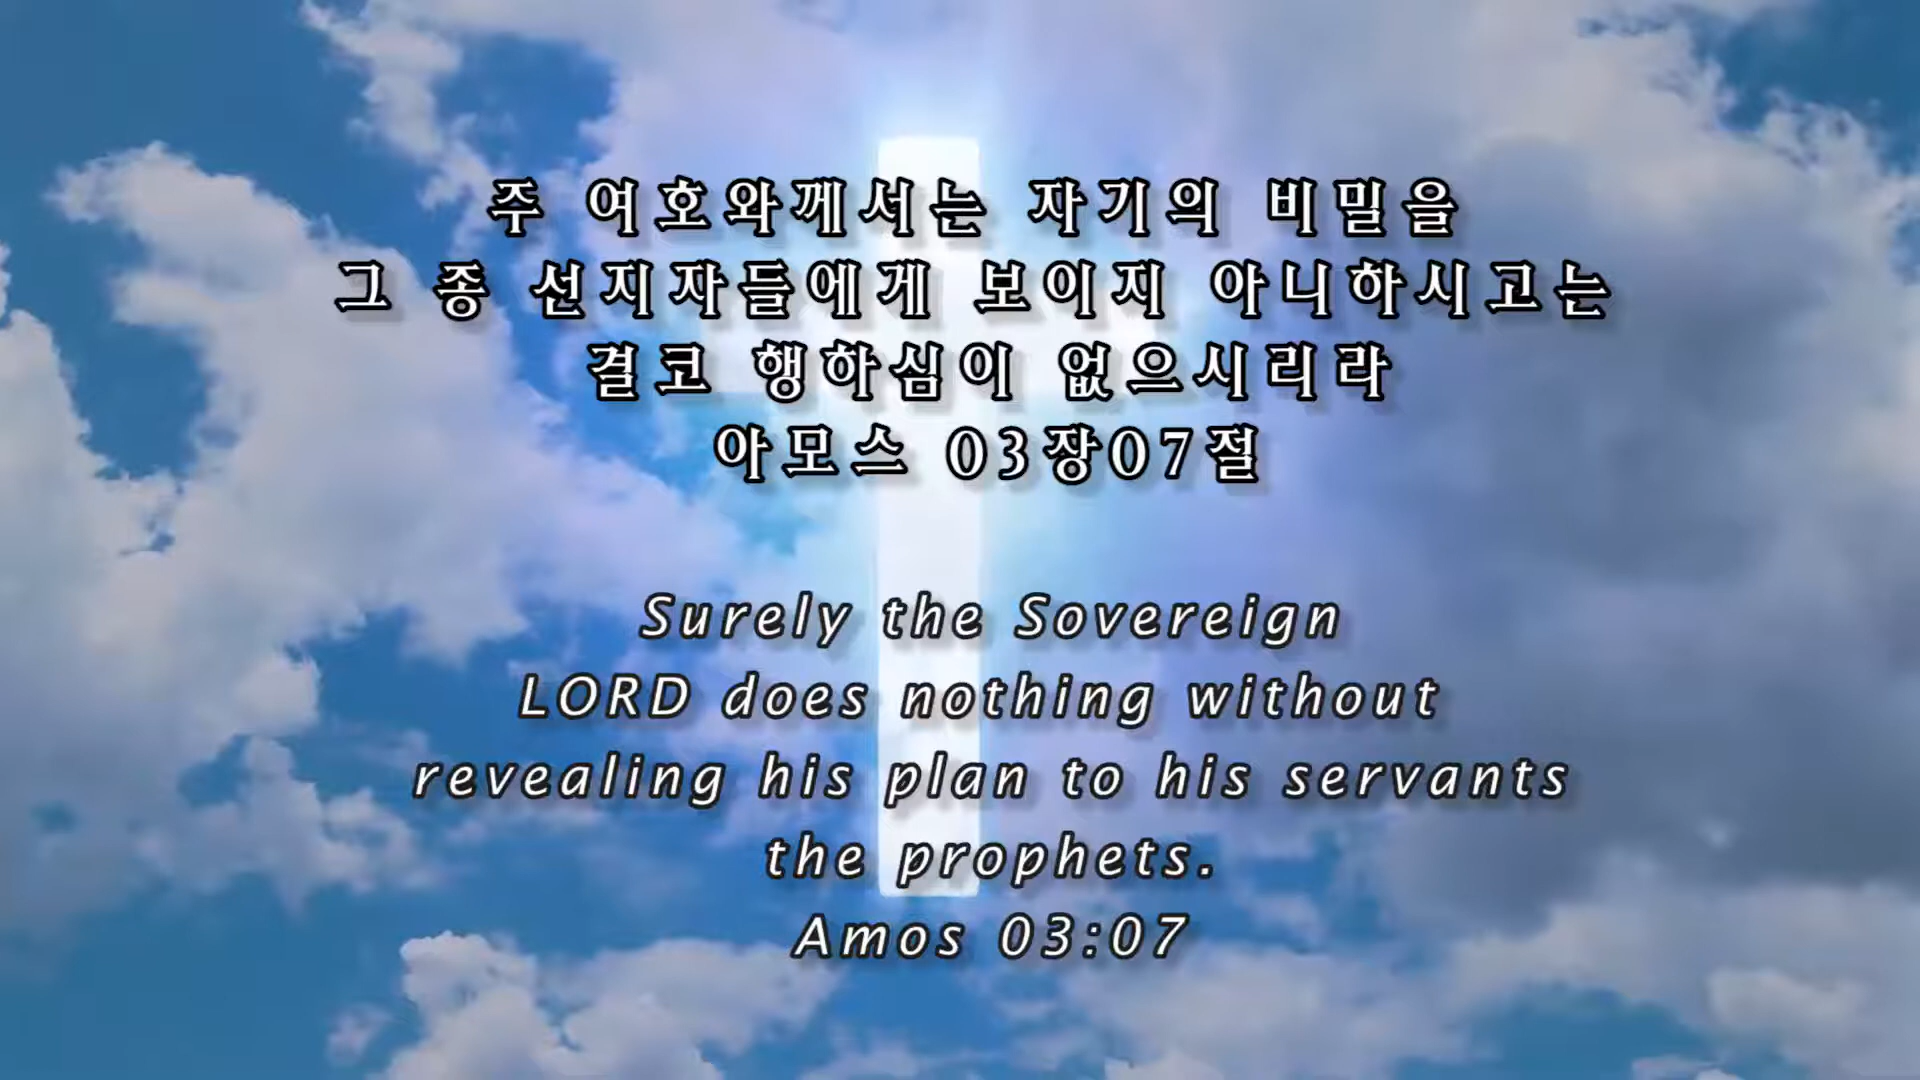 주 여호와께서는 자기의 비밀을
그 종 선지자들에게 보이지 아니하시고는
결코 행하심이 없으시리라
아모스 03장07절
Surely the Sovereign
LORD does nothing without
revealing his plan to his servants
the prophets.
Amos 03:07